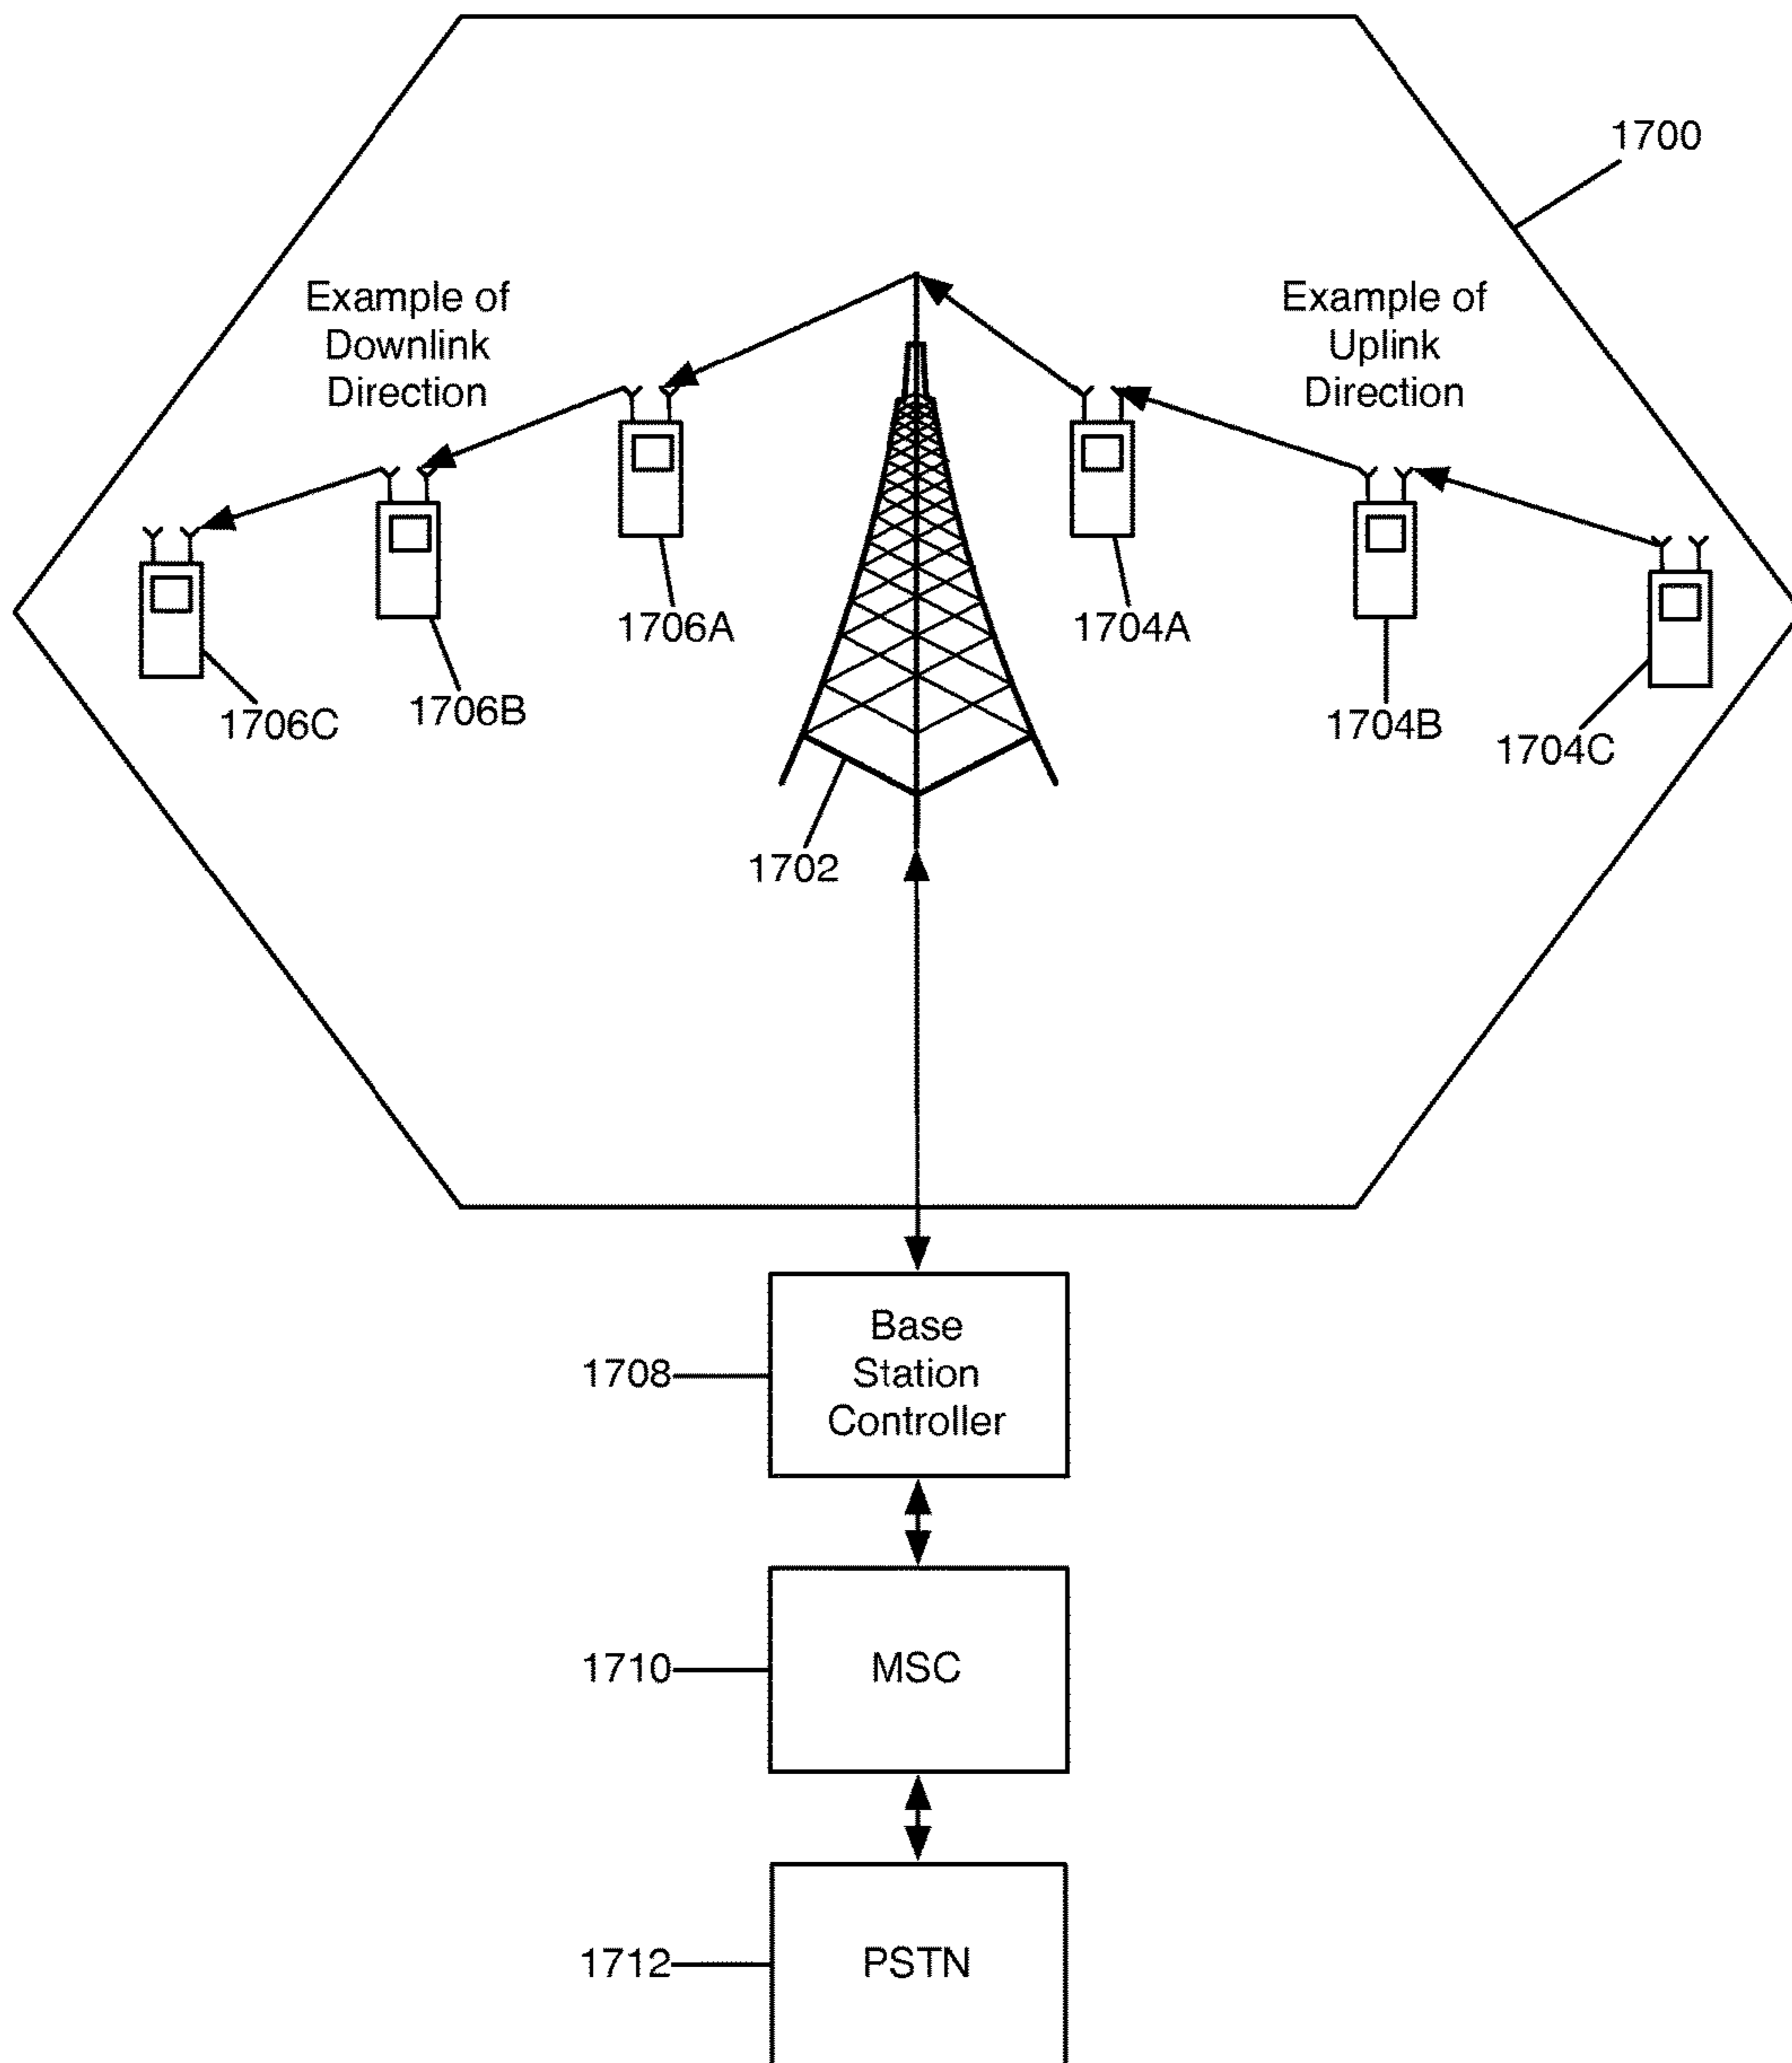 1700
Example of
Downlink
Direction
Example of
Uplink
Direction
1706A
1704A
1706C
1706B
1704B
1704C
1702
1708
Base
Station
Controller
1710
MSC
1712
PSTN